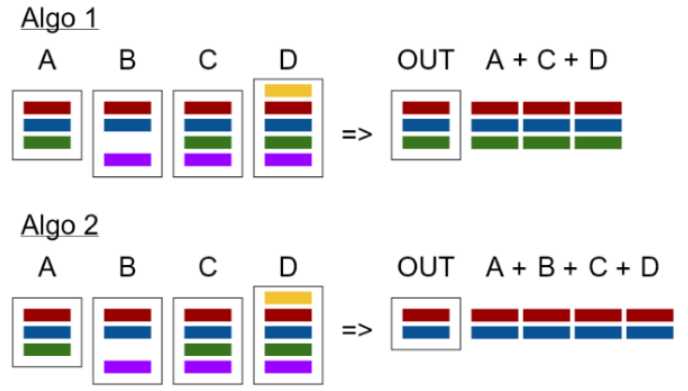 Algo 1
A B C D OUT A + C + D
=>
Algo 2
A B C D OUT A + B + C + D
=>